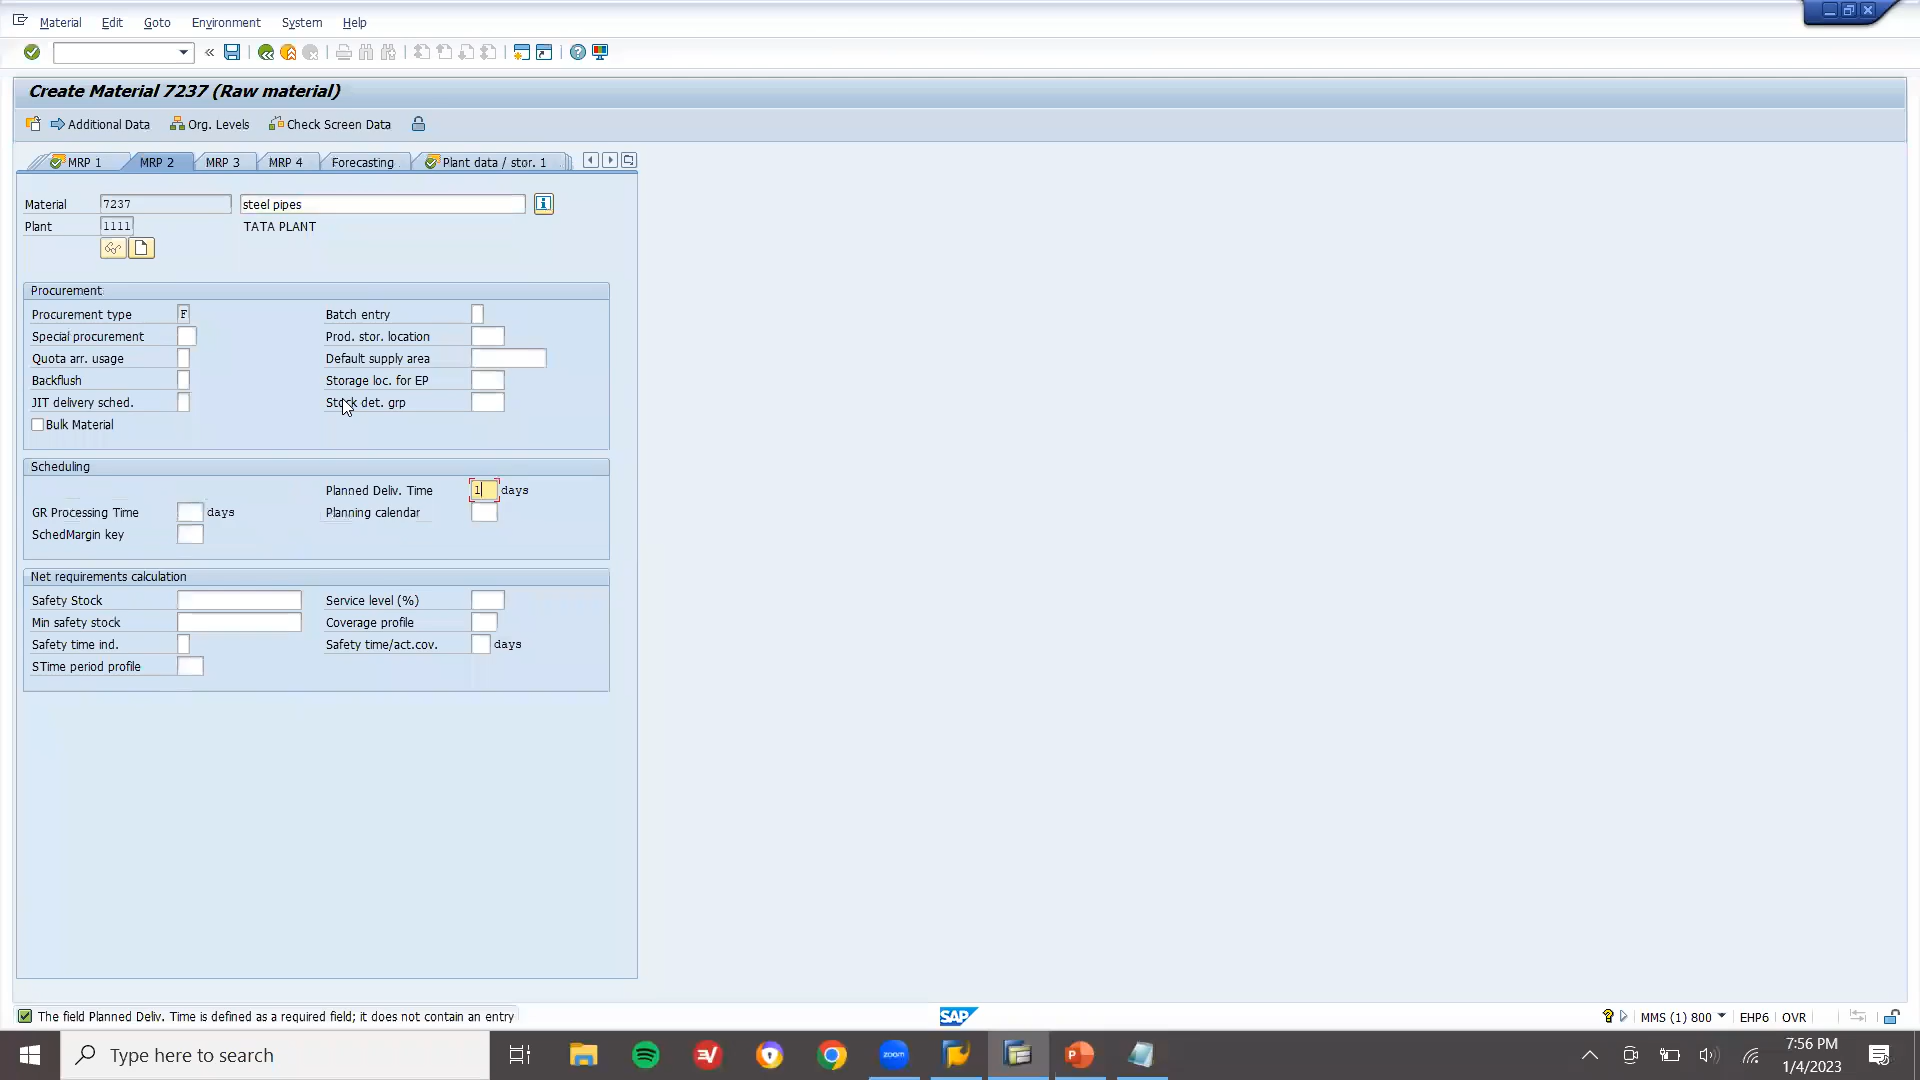 Material Edit Goto Environment System Help
Create Material 7237 (Raw material)
Additional Data Org. Levels Check Screen Data
MRP 1 MRP 2 MRP 3 MRP 4 Forecasting Plant data / stor. 1
Material 7237 steel pipes
Plant 1111 TATA PLANT
Procurement
Procurement type F Batch entry
Special procurement Prod. stor. location
Quota arr. usage Default supply area
Backflush Storage loc. for EP
JIT delivery sched. Stock det. grp
Bulk Material
Scheduling
Planned Deliv. Time 1 days
GR Processing Time days Planning calendar
SchedMargin key
Net requirements calculation
Safety Stock Service level (%)
Min safety stock Coverage profile
Safety time ind. Safety time/act.cov. days
STime period profile
The field Planned Deliv. Time is defined as a required field; it does not contain an entry
SAP
MMS (1) 800 EHP6 OVR
Type here to search
zoom
7:56 PM
1/4/2023